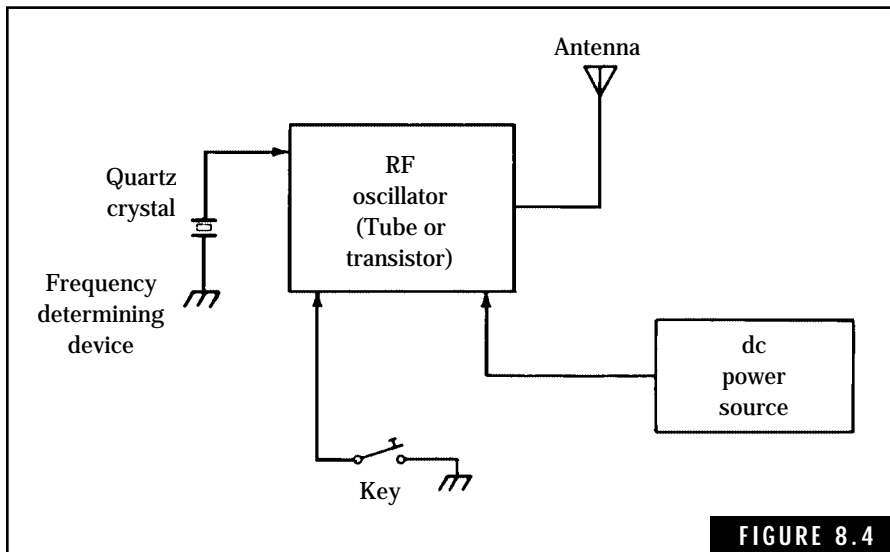 Antenna
RF
oscillator
(Tube or
transistor)
Quartz
crystal
Frequency
determining
device
dc
power
source
Key
FIGURE 8.4